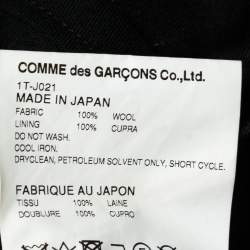 COMME des GARÇONS Co.,Ltd.
1T-J021
MADE IN JAPAN
FABRIC 100% WOOL
LINING 100% CUPRA
DO NOT WASH.
COOL IRON.
DRYCLEAN, PETROLEUM SOLVENT ONLY, SHORT CYCLE.
FABRIQUE AU JAPON
TISSU 100% LAINE
DOUBLURE 100% CUPRO